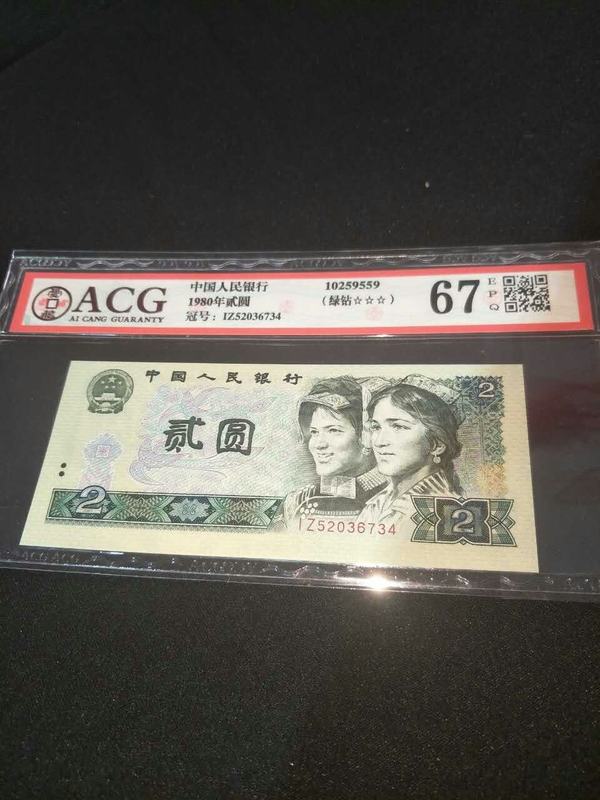 ACG
AI CANG GUARANTY
中国人民银行
1980年贰圆
冠号: IZ52036734
10259559
(绿钻☆☆☆)
67
EPQ
中国人民银行
2
贰圆
2
2
IZ52036734